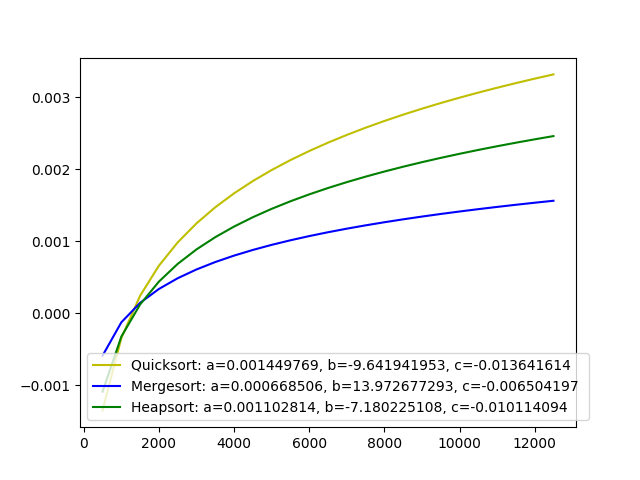 0.003
0.002
0.001
0.000
−0.001
Quicksort: a=0.001449769, b=-9.641941953, c=-0.013641614
Mergesort: a=0.000668506, b=13.972677293, c=-0.006504197
Heapsort: a=0.001102814, b=-7.180225108, c=-0.010114094
0 2000 4000 6000 8000 10000 12000